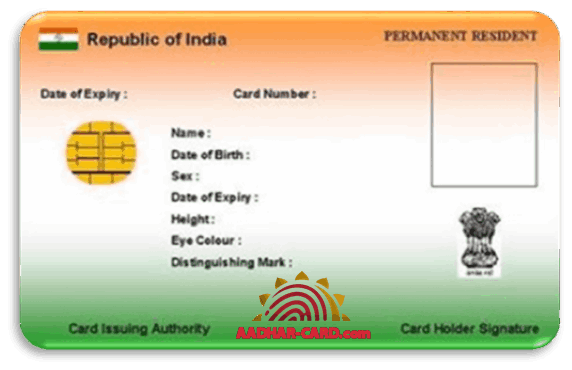 Republic of India
PERMANENT RESIDENT
Date of Expiry :
Card Number :
Name :
Date of Birth :
Sex :
Date of Expiry :
Height :
Eye Colour :
Distinguishing Mark :
Card Issuing Authority
AADHAR-CARD.com
Card Holder Signature